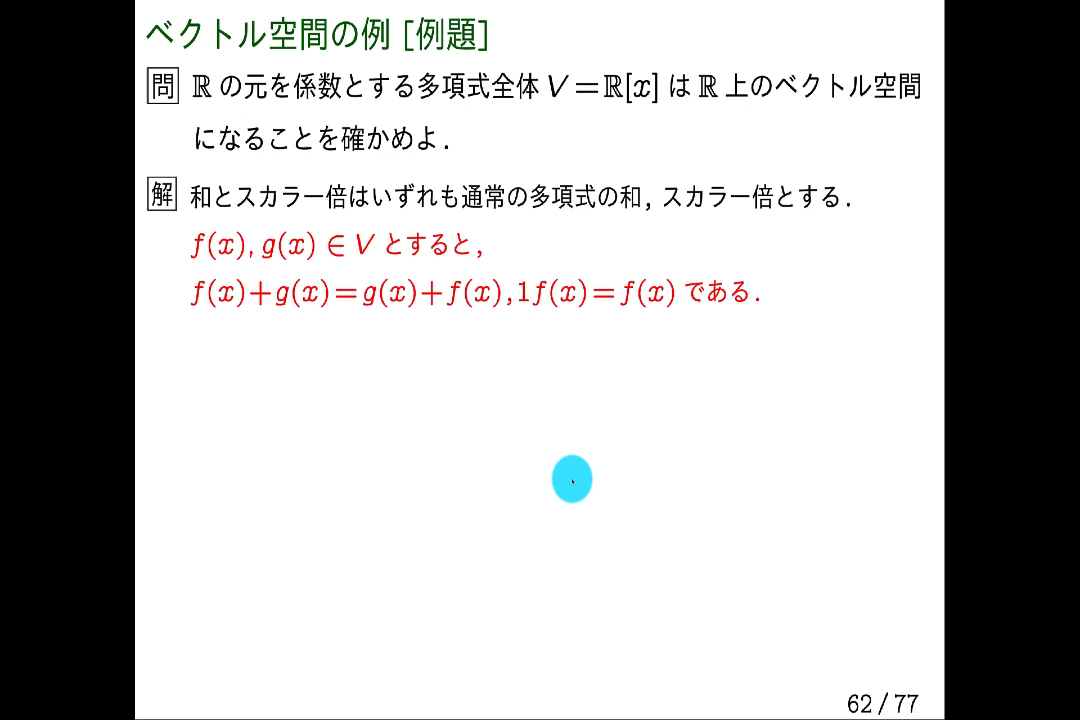 ベクトル空間の例 [例題]
問 ℝ の元を係数とする多項式全体 V=ℝ[x] は ℝ 上のベクトル空間
になることを確かめよ.
解 和とスカラー倍はいずれも通常の多項式の和, スカラー倍とする.
f(x), g(x) ∈ V とすると,
f(x)+g(x)=g(x)+f(x),1f(x)=f(x) である.
62 / 77